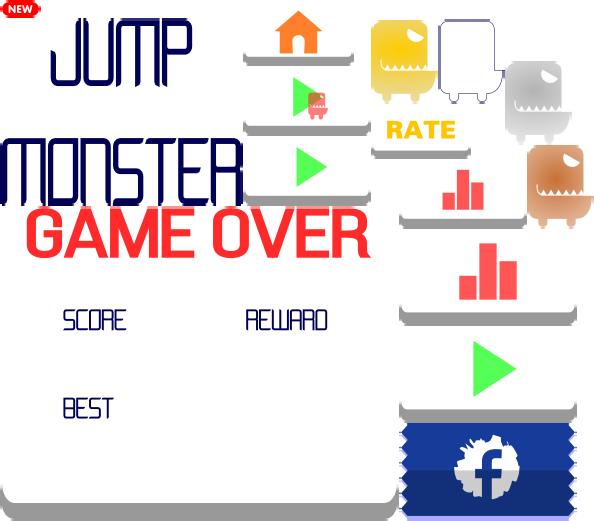 NEW
JUMP
MONSTER
RATE
GAME OVER
SCORE REWARD
BEST
f